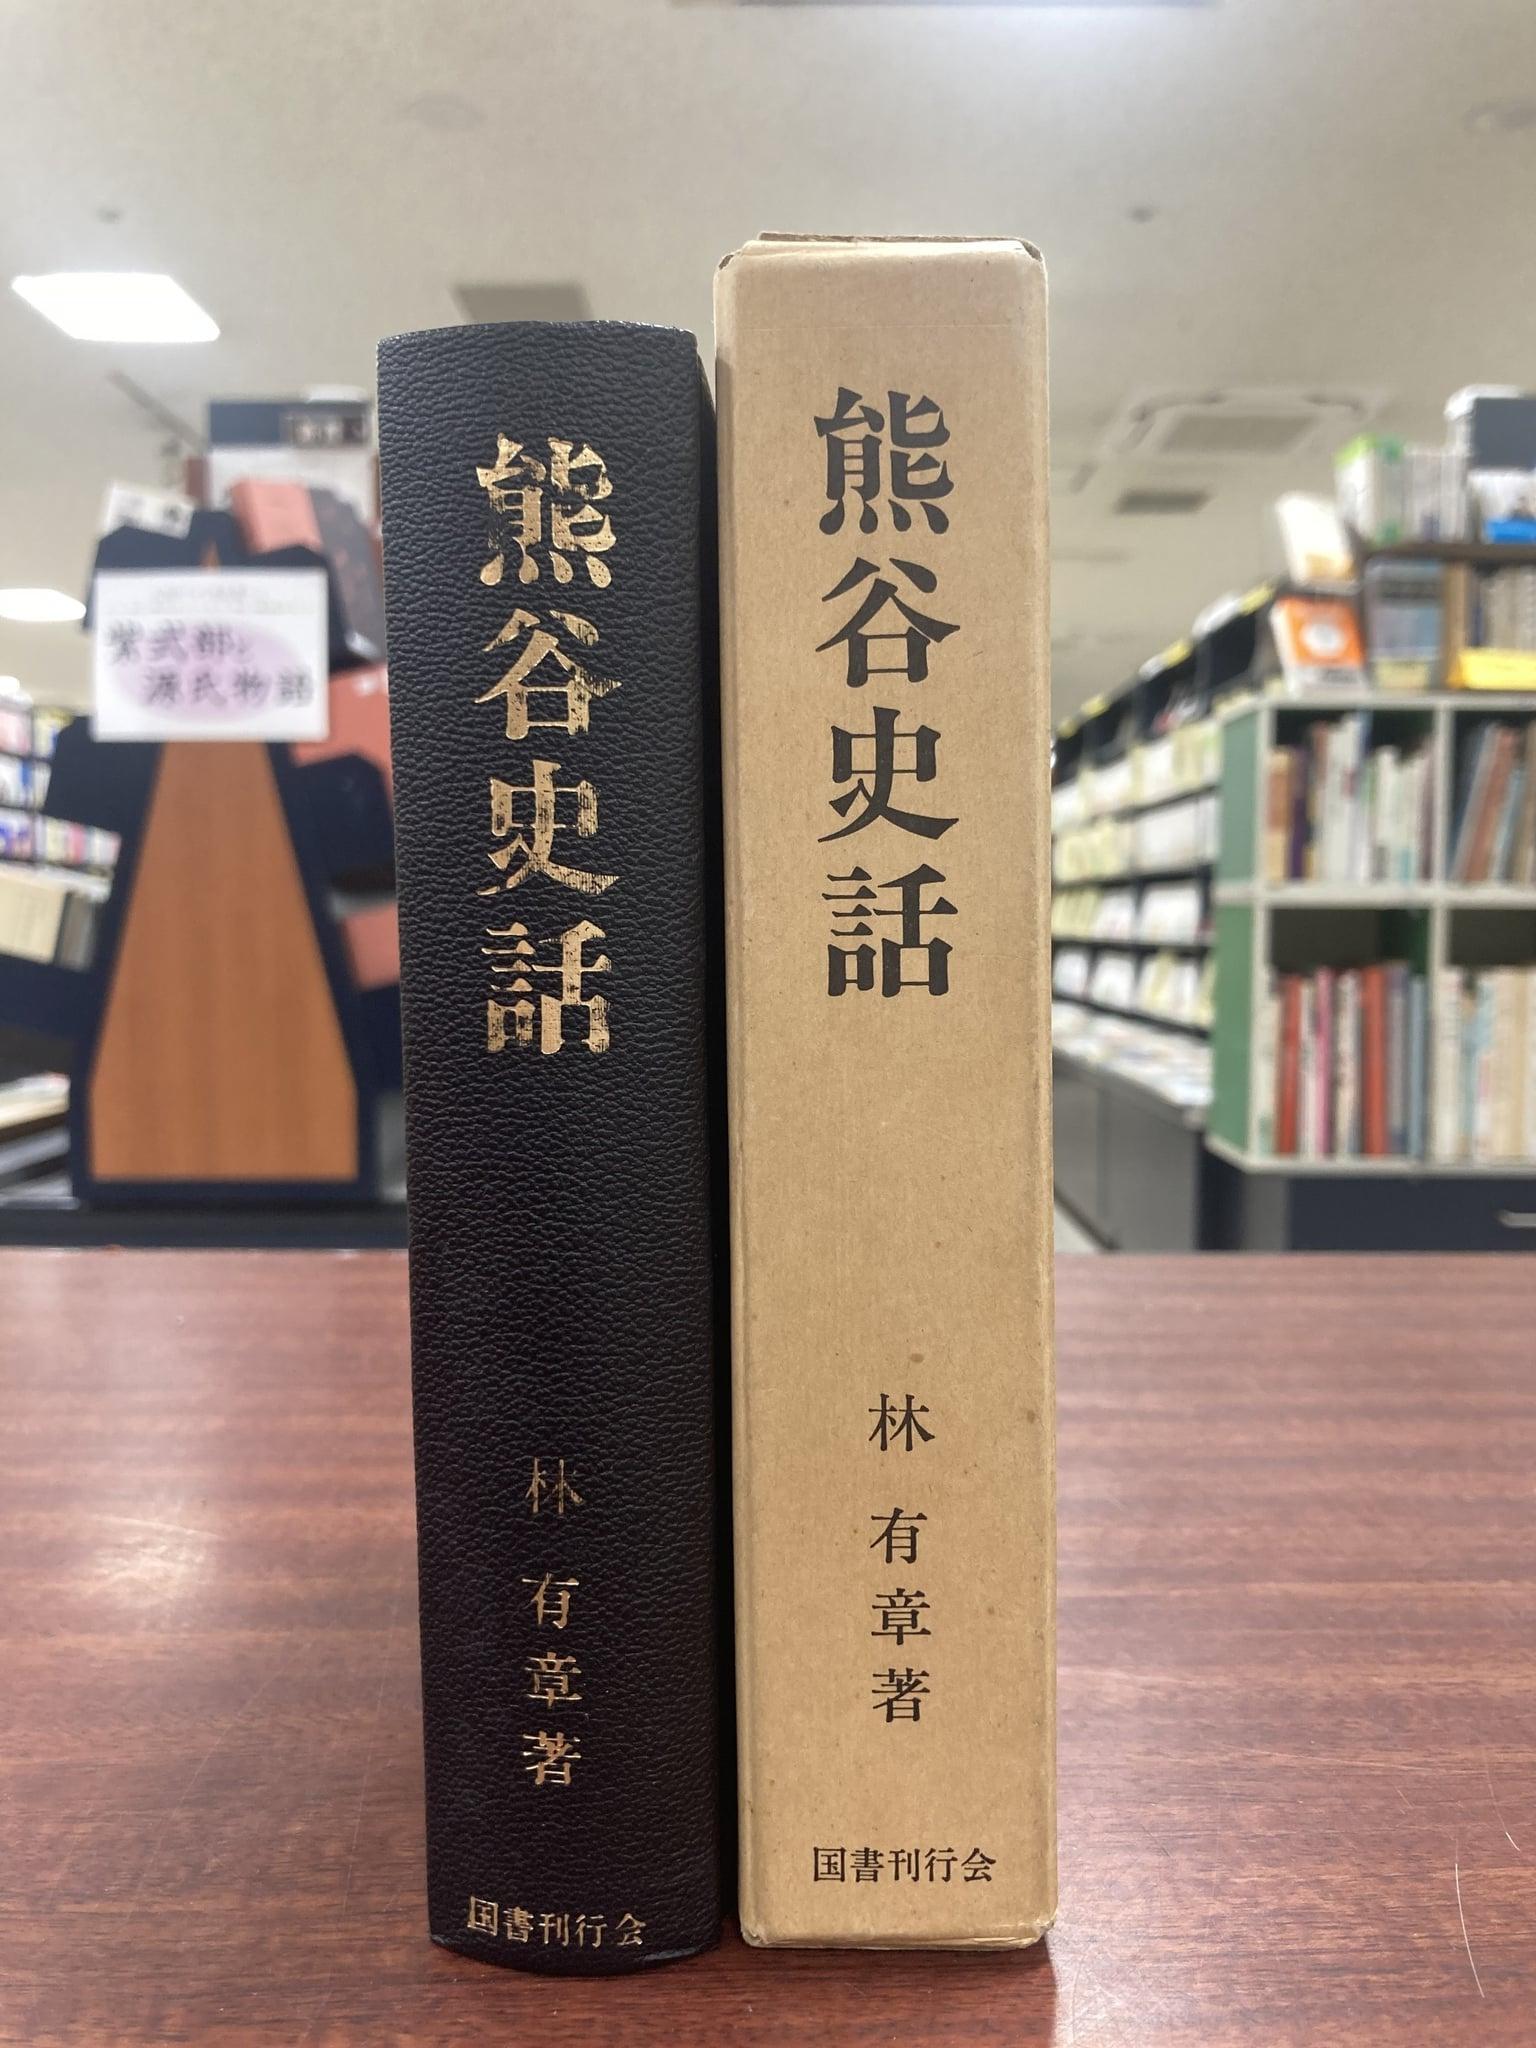 熊谷史話
林 有章著
国書刊行会
熊谷史話
林 有章著
国書刊行会
紫式部と
源氏物語